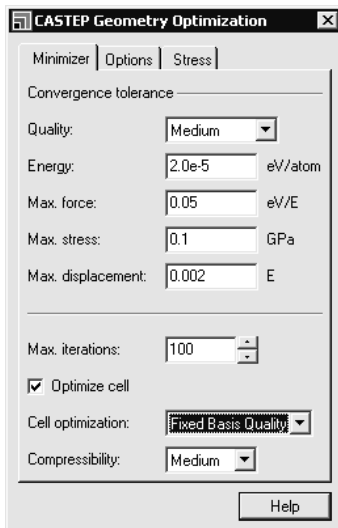 CASTEP Geometry Optimization
Minimizer Options Stress
Convergence tolerance
Quality: Medium
Energy: 2.0e-5 eV/atom
Max. force: 0.05 eV/E
Max. stress: 0.1 GPa
Max. displacement: 0.002 E
Max. iterations: 100
Optimize cell
Cell optimization: Fixed Basis Quality
Compressibility: Medium
Help